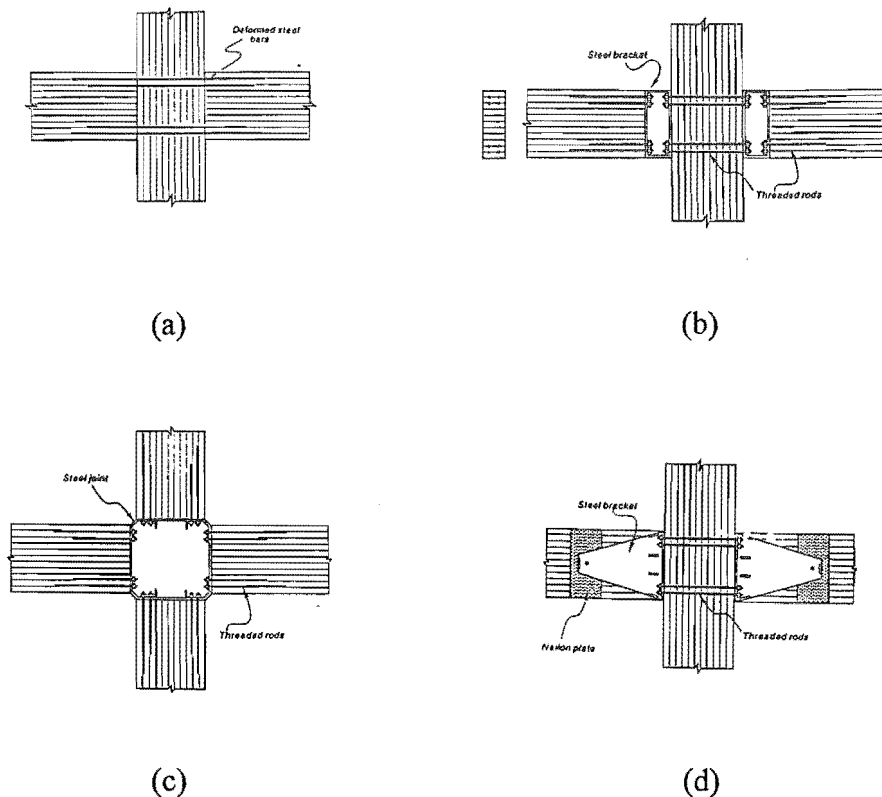 Deformed steel
bars
Steel bracket
Threaded rods
(a)
(b)
Steel joint
Threaded rods
Steel bracket
Nailon plate
Threaded rods
(c)
(d)